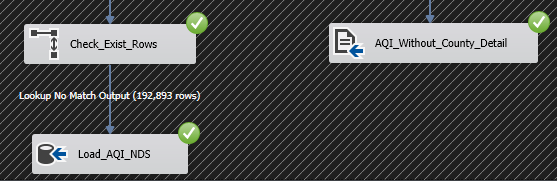 Check_Exist_Rows
AQI_Without_County_Detail
Lookup No Match Output (192,893 rows)
Load_AQI_NDS